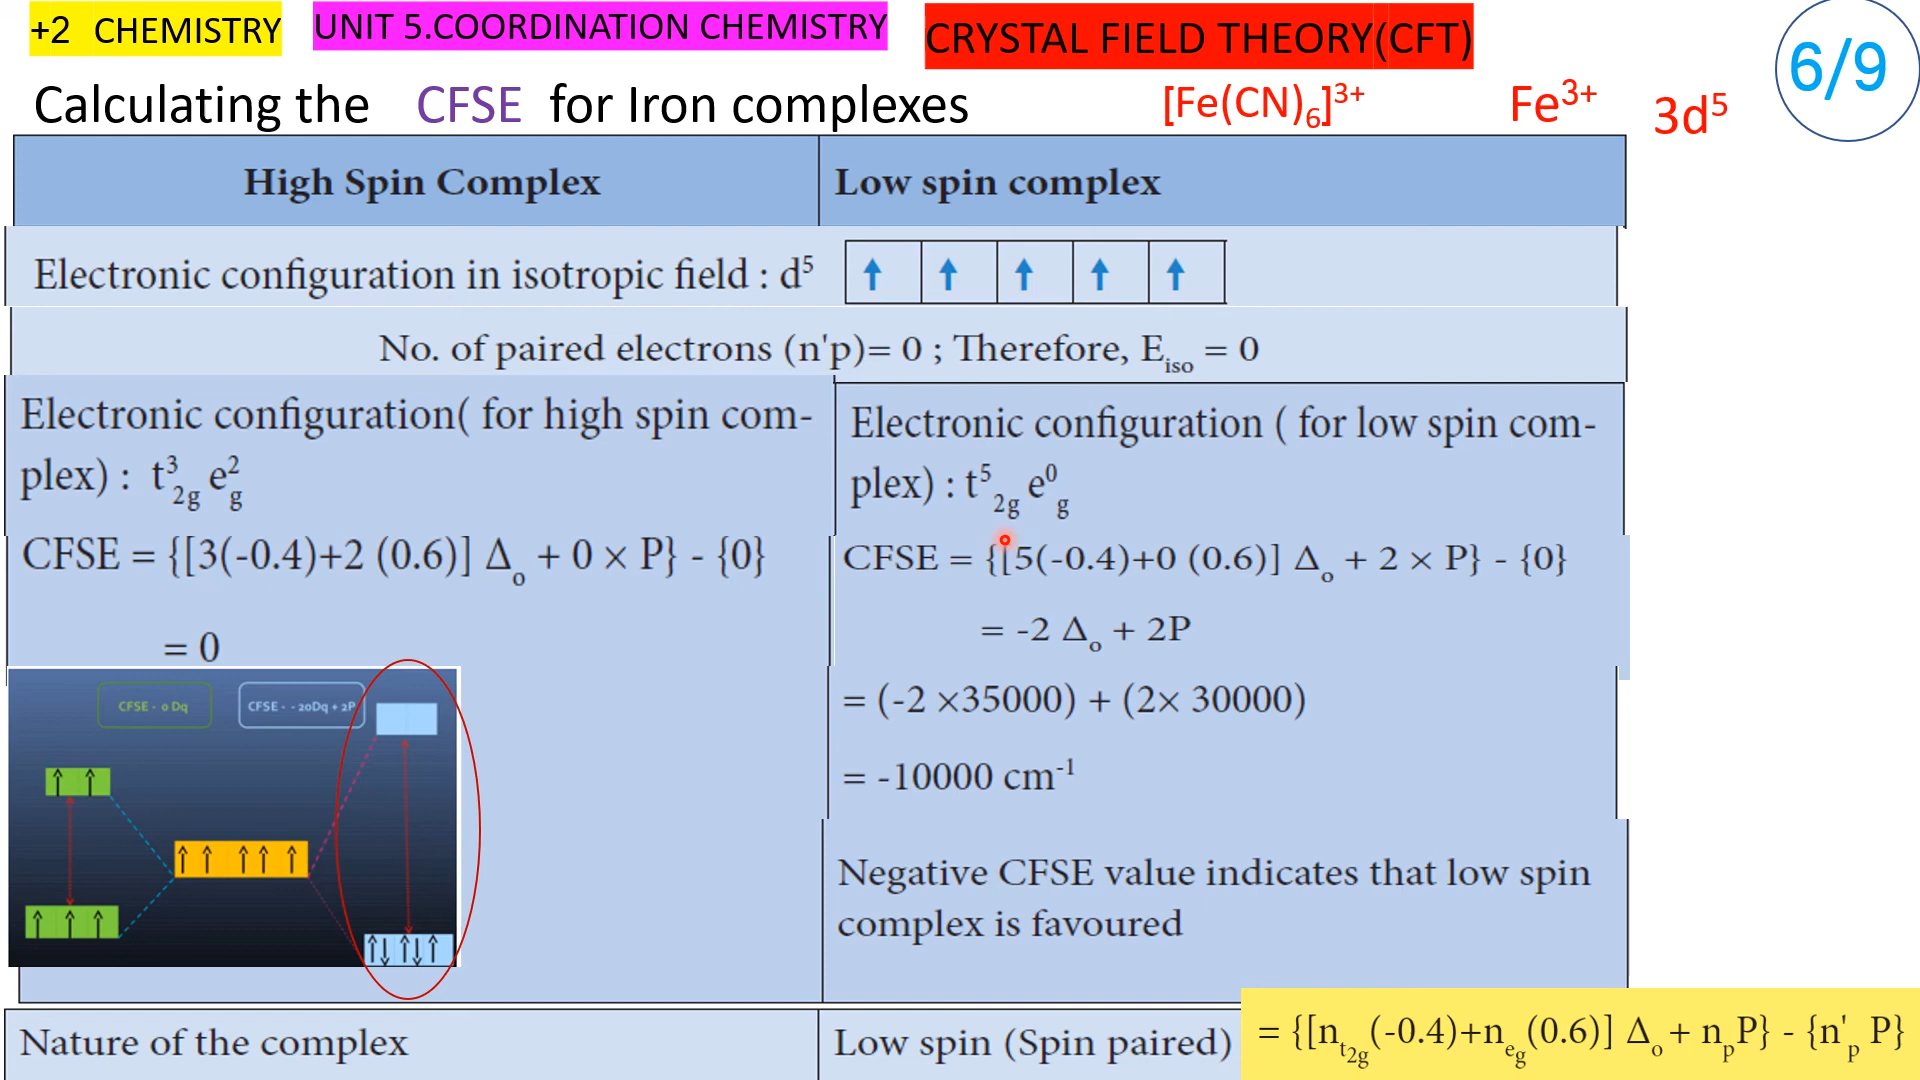 +2 CHEMISTRY
UNIT 5.COORDINATION CHEMISTRY
CRYSTAL FIELD THEORY(CFT)
6/9
Calculating the CFSE for Iron complexes
[Fe(CN)₆]³⁺
Fe³⁺
3d⁵
High Spin Complex
Low spin complex
Electronic configuration in isotropic field : d⁵ ↑ ↑ ↑ ↑ ↑
No. of paired electrons (n'p)= 0 ; Therefore, E_iso = 0
Electronic configuration( for high spin com-
plex) : t³₂g e²g
CFSE = {[3(-0.4)+2 (0.6)] Δₒ + 0 × P} - {0}
= 0
CFSE - 0 Dq
CFSE - - 20Dq + 2P
Electronic configuration ( for low spin com-
plex) : t⁵₂g e⁰g
CFSE = {[5(-0.4)+0 (0.6)] Δₒ + 2 × P} - {0}
= -2 Δₒ + 2P
= (-2 ×35000) + (2× 30000)
= -10000 cm⁻¹
Negative CFSE value indicates that low spin
complex is favoured
Nature of the complex
Low spin (Spin paired)
= {[n_t₂g(-0.4)+n_eg(0.6)] Δₒ + nₚP} - {n'ₚ P}